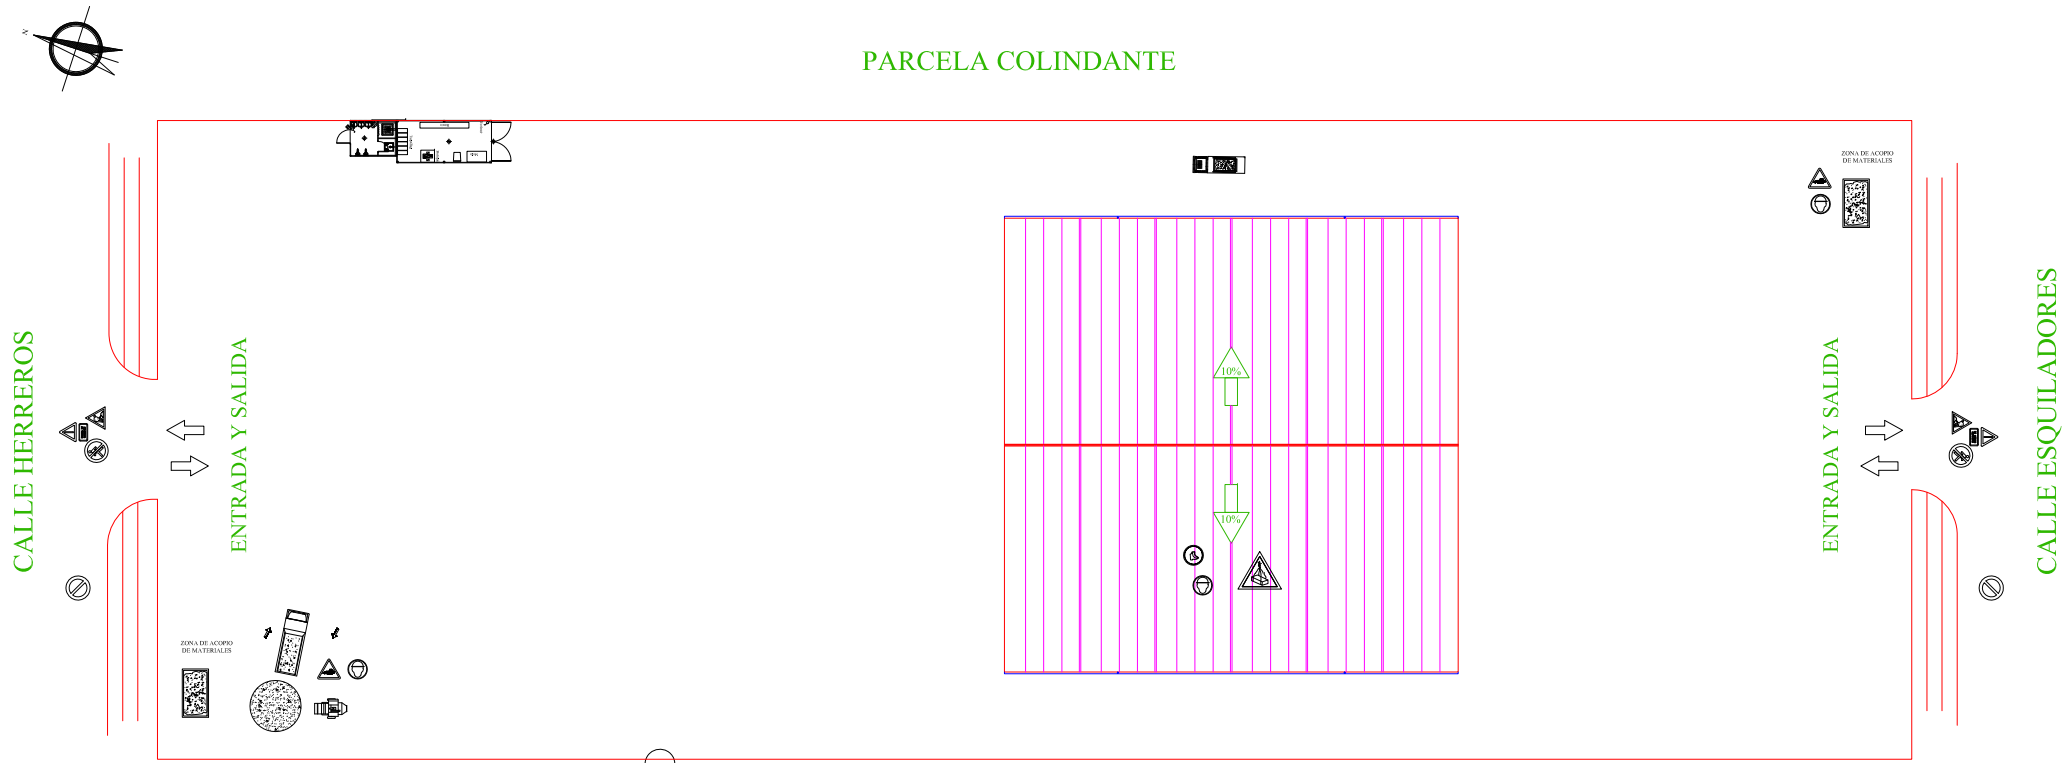 N
PARCELA COLINDANTE
ZONA DE ACOPIO
DE MATERIALES
CALLE HERREROS
ENTRADA Y SALIDA
10%
10%
ENTRADA Y SALIDA
CALLE ESQUILADORES
ZONA DE ACOPIO
DE MATERIALES